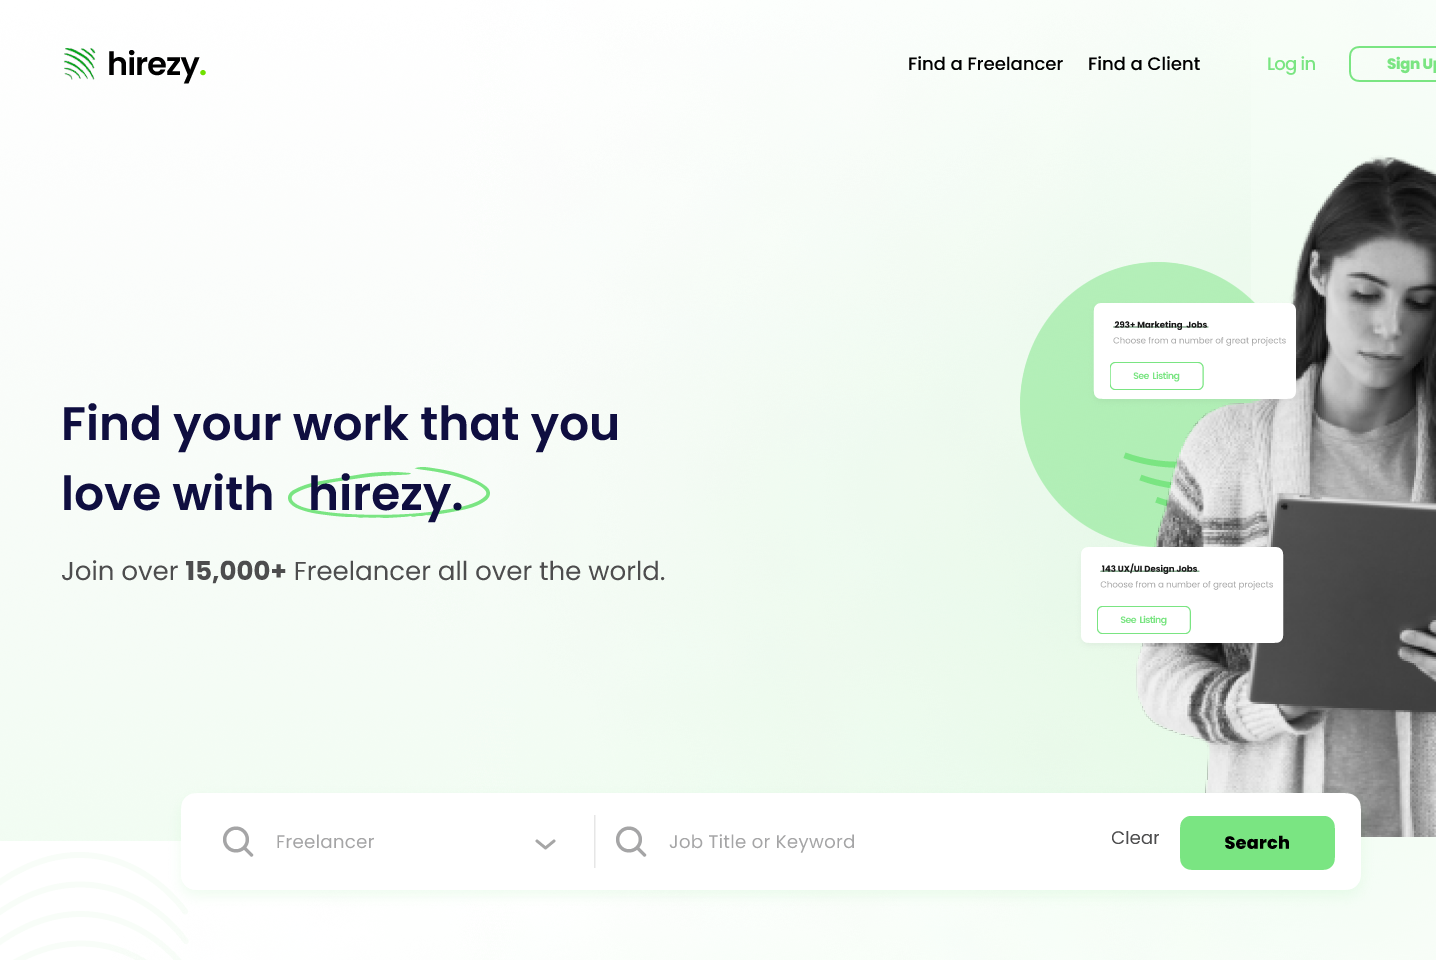 hirezy.
Find a Freelancer
Find a Client
Log in
Sign Up
293+ Marketing Jobs
Choose from a number of great projects
See Listing
Find your work that you
love with hirezy.
Join over 15,000+ Freelancer all over the world.
143 UX/UI Design Jobs
Choose from a number of great projects
See Listing
Freelancer
Job Title or Keyword
Clear
Search